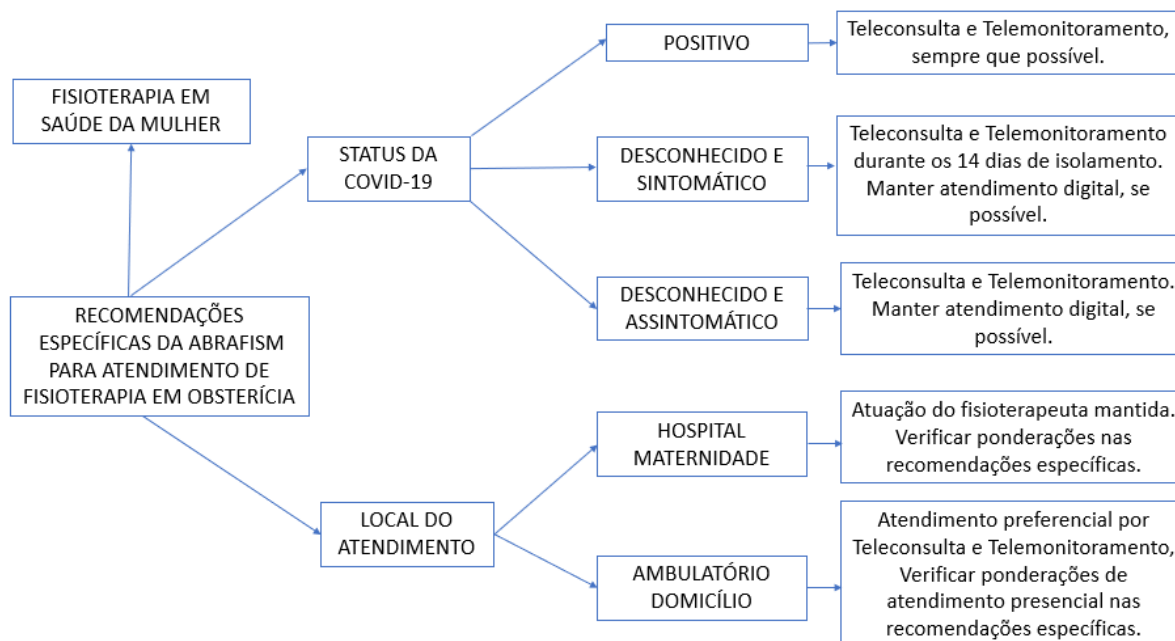 FISIOTERAPIA EM
SAÚDE DA MULHER
RECOMENDAÇÕES
ESPECÍFICAS DA ABRAFISM
PARA ATENDIMENTO DE
FISIOTERAPIA EM OBSTERÍCIA
STATUS DA
COVID-19
POSITIVO
Teleconsulta e Telemonitoramento,
sempre que possível.
DESCONHECIDO E
SINTOMÁTICO
Teleconsulta e Telemonitoramento
durante os 14 dias de isolamento.
Manter atendimento digital, se
possível.
DESCONHECIDO E
ASSINTOMÁTICO
Teleconsulta e Telemonitoramento.
Manter atendimento digital, se
possível.
LOCAL DO
ATENDIMENTO
HOSPITAL
MATERNIDADE
Atuação do fisioterapeuta mantida.
Verificar ponderações nas
recomendações específicas.
AMBULATÓRIO
DOMICÍLIO
Atendimento preferencial por
Teleconsulta e Telemonitoramento,
Verificar ponderações de
atendimento presencial nas
recomendações específicas.